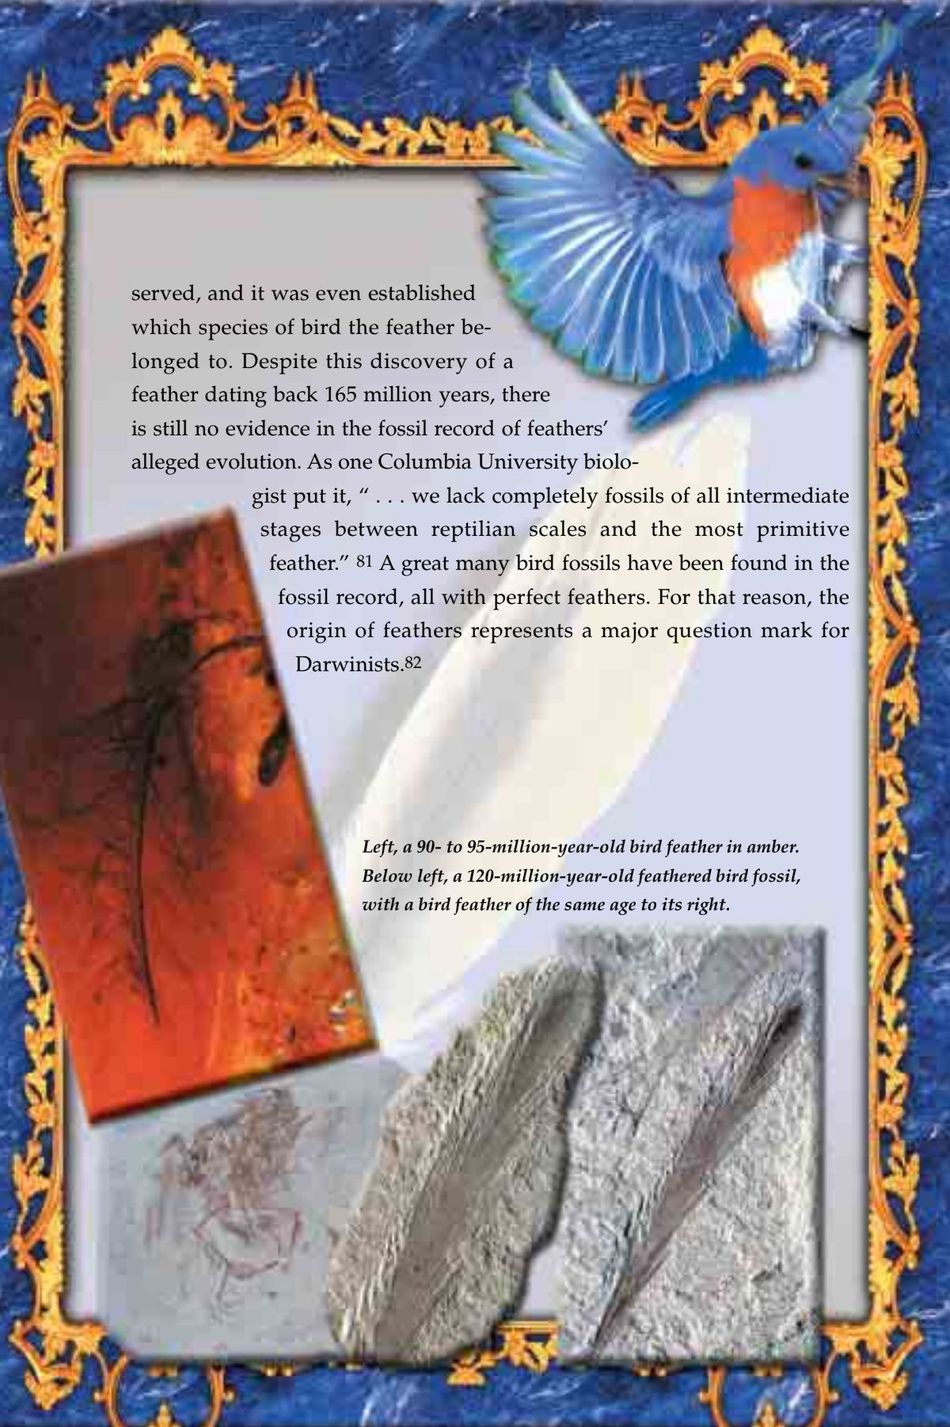 served, and it was even established
which species of bird the feather be-
longed to. Despite this discovery of a
feather dating back 165 million years, there
is still no evidence in the fossil record of feathers’
alleged evolution. As one Columbia University biolo-
gist put it, “ . . . we lack completely fossils of all intermediate
stages between reptilian scales and the most primitive
feather.” 81 A great many bird fossils have been found in the
fossil record, all with perfect feathers. For that reason, the
origin of feathers represents a major question mark for
Darwinists.82
Left, a 90- to 95-million-year-old bird feather in amber.
Below left, a 120-million-year-old feathered bird fossil,
with a bird feather of the same age to its right.